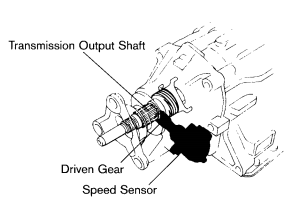 Transmission Output Shaft
Driven Gear
Speed Sensor